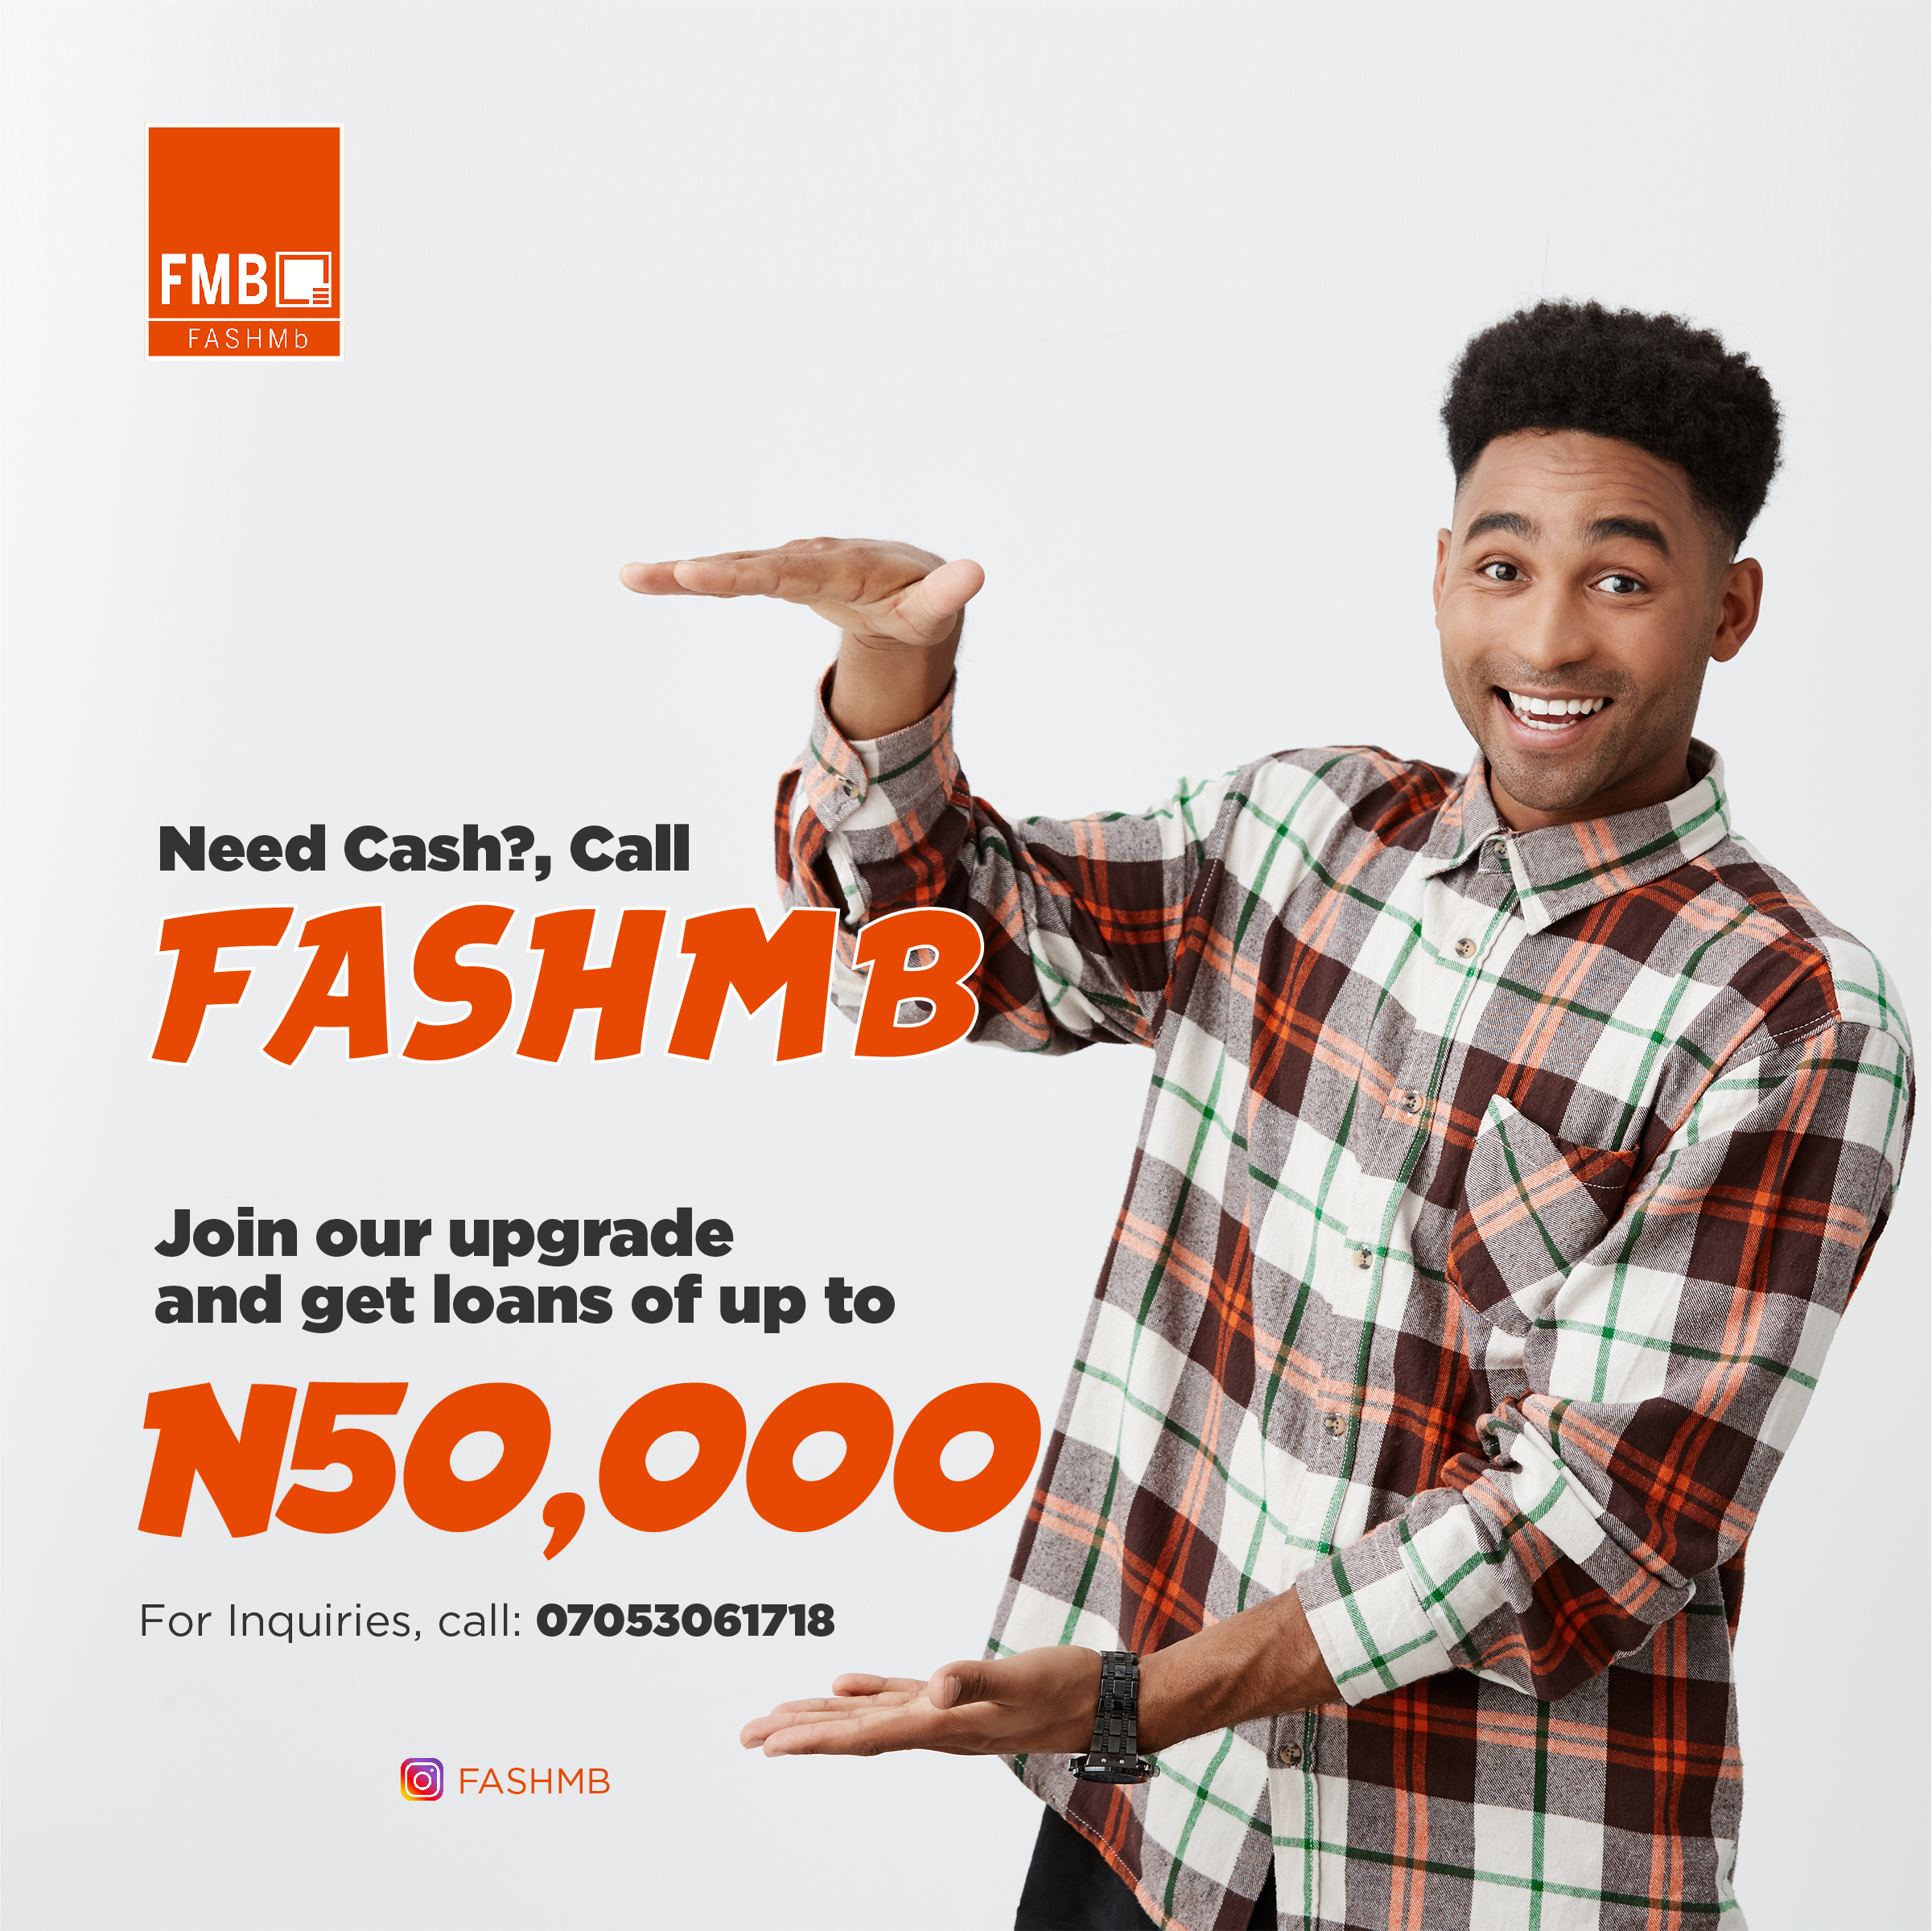 FMB
FASHMb
Need Cash?, Call
FASHMB
Join our upgrade
and get loans of up to
N50,000
For Inquiries, call: 07053061718
FASHMB